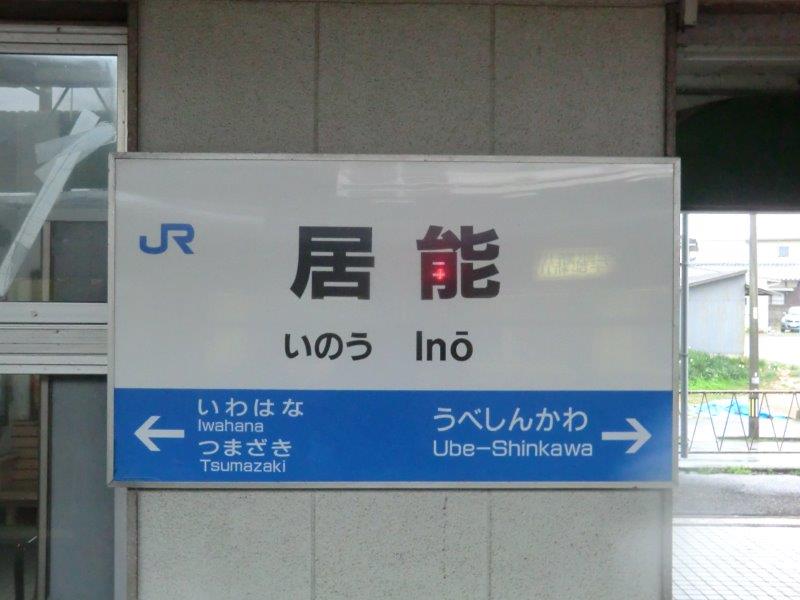 JR
居能
いのう Inō
← いわはな
Iwahana
つまざき
Tsumazaki
うべしんかわ →
Ube-Shinkawa